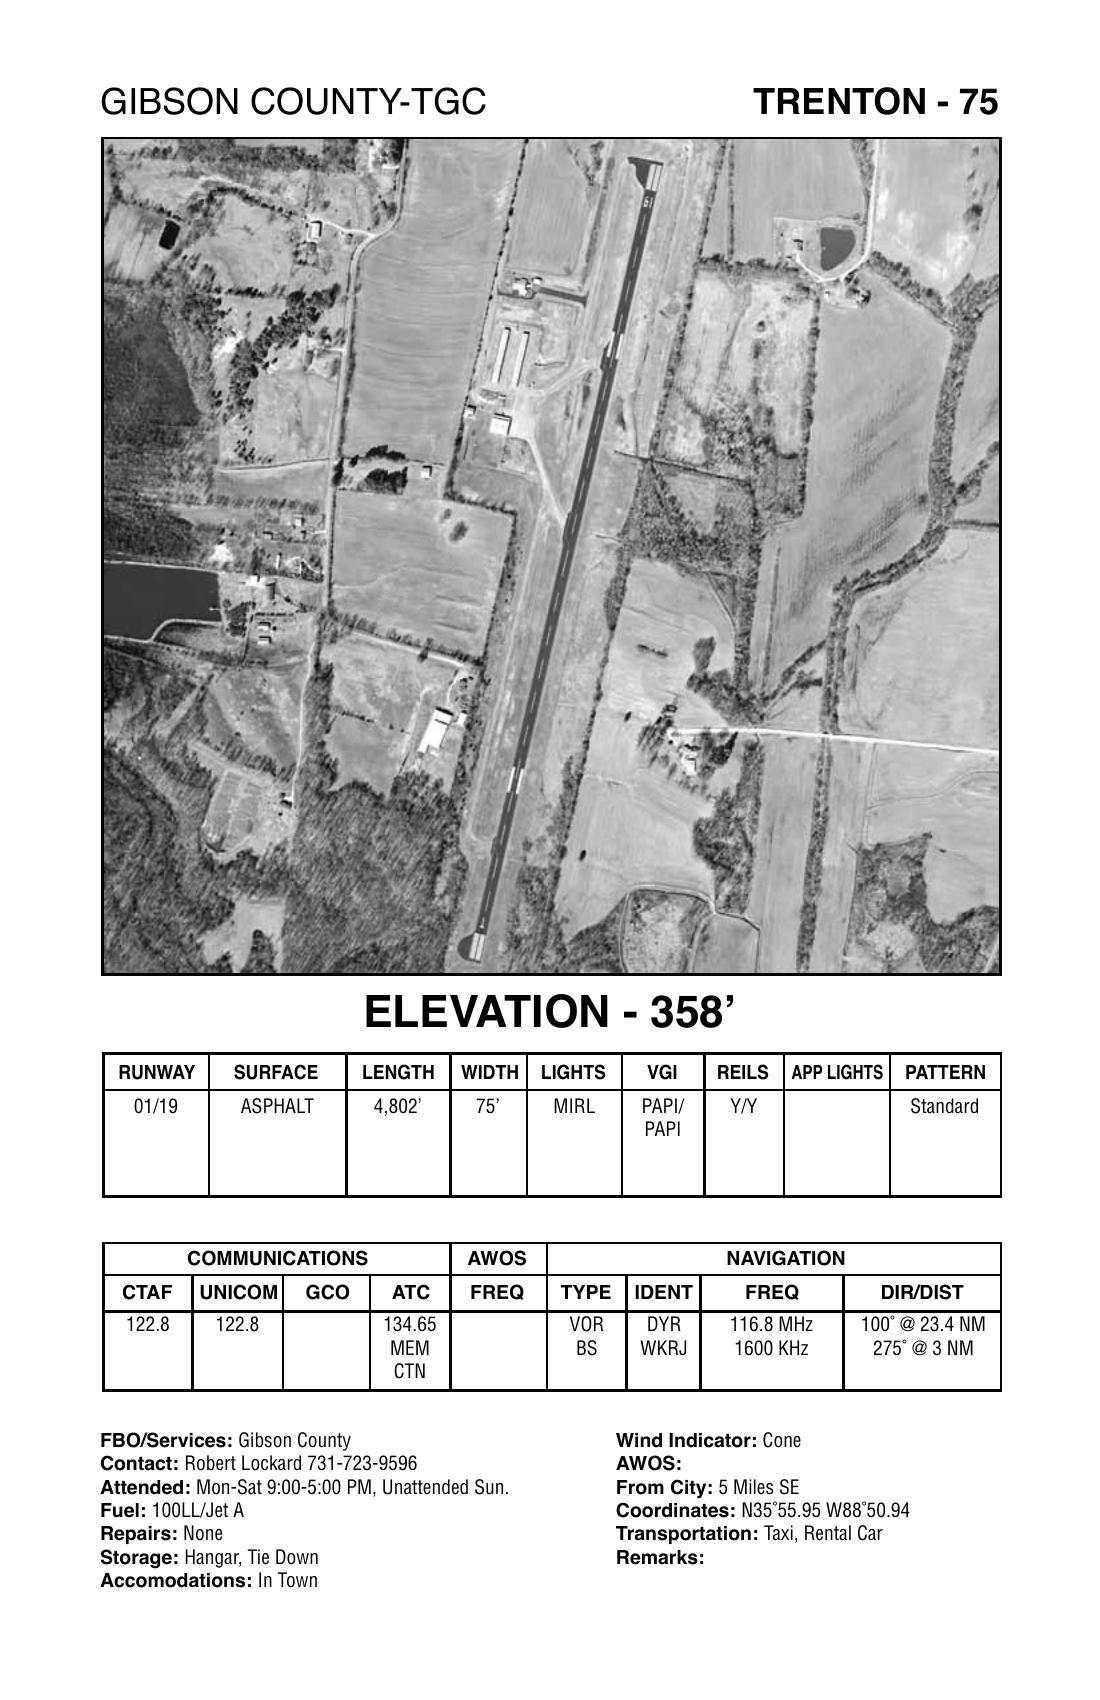 GIBSON COUNTY-TGC TRENTON - 75
19
ELEVATION - 358’
RUNWAY SURFACE LENGTH WIDTH LIGHTS VGI REILS APP LIGHTS PATTERN
01/19 ASPHALT 4,802’ 75’ MIRL PAPI/ Y/Y Standard
PAPI
COMMUNICATIONS AWOS NAVIGATION
CTAF UNICOM GCO ATC FREQ TYPE IDENT FREQ DIR/DIST
122.8 122.8 134.65 VOR DYR 116.8 MHz 100˚ @ 23.4 NM
MEM BS WKRJ 1600 KHz 275˚ @ 3 NM
CTN
FBO/Services: Gibson County
Contact: Robert Lockard 731-723-9596
Attended: Mon-Sat 9:00-5:00 PM, Unattended Sun.
Fuel: 100LL/Jet A
Repairs: None
Storage: Hangar, Tie Down
Accomodations: In Town
Wind Indicator: Cone
AWOS:
From City: 5 Miles SE
Coordinates: N35˚55.95 W88˚50.94
Transportation: Taxi, Rental Car
Remarks: